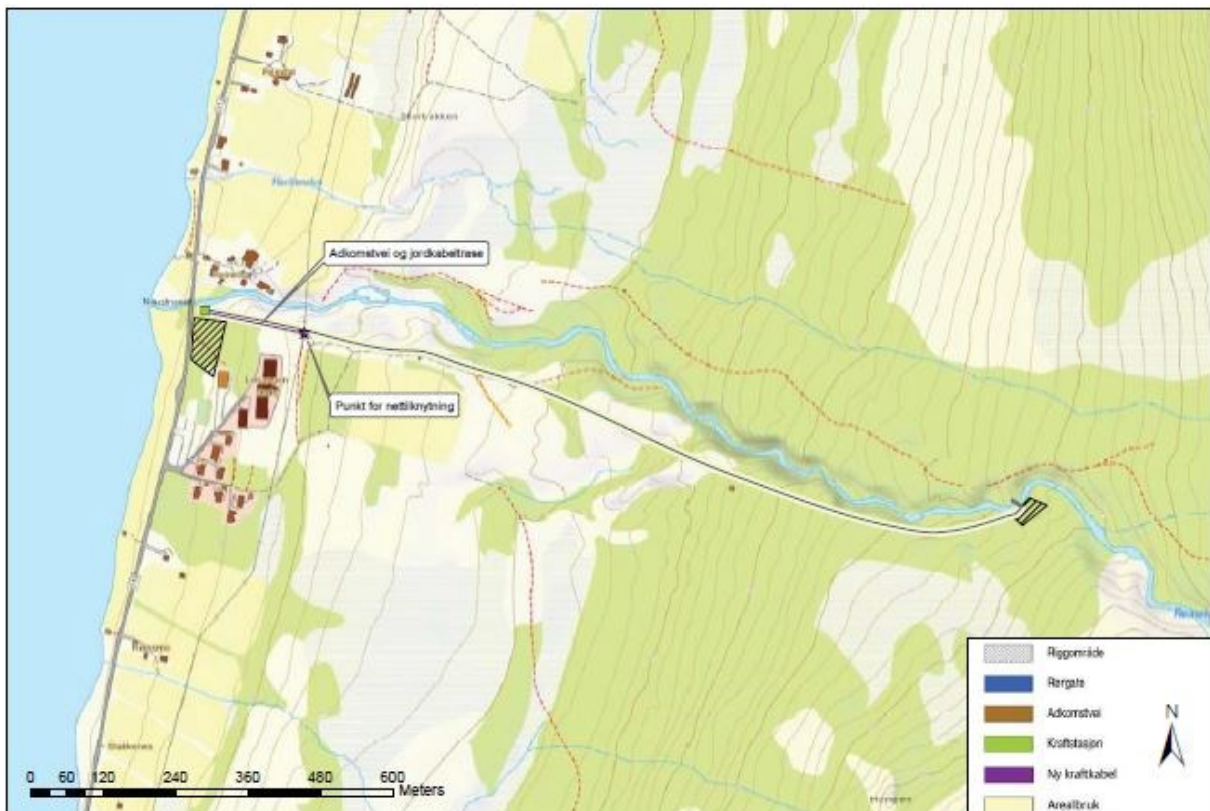 Adkomstvei og jordkabeltrase
Punkt for nettilknytning
Riggområde
Rørgate
Adkomstvei
Kraftstasjon
Ny kraftkabel
Arealbruk
N
0 60 120 240 360 480 600
Meters